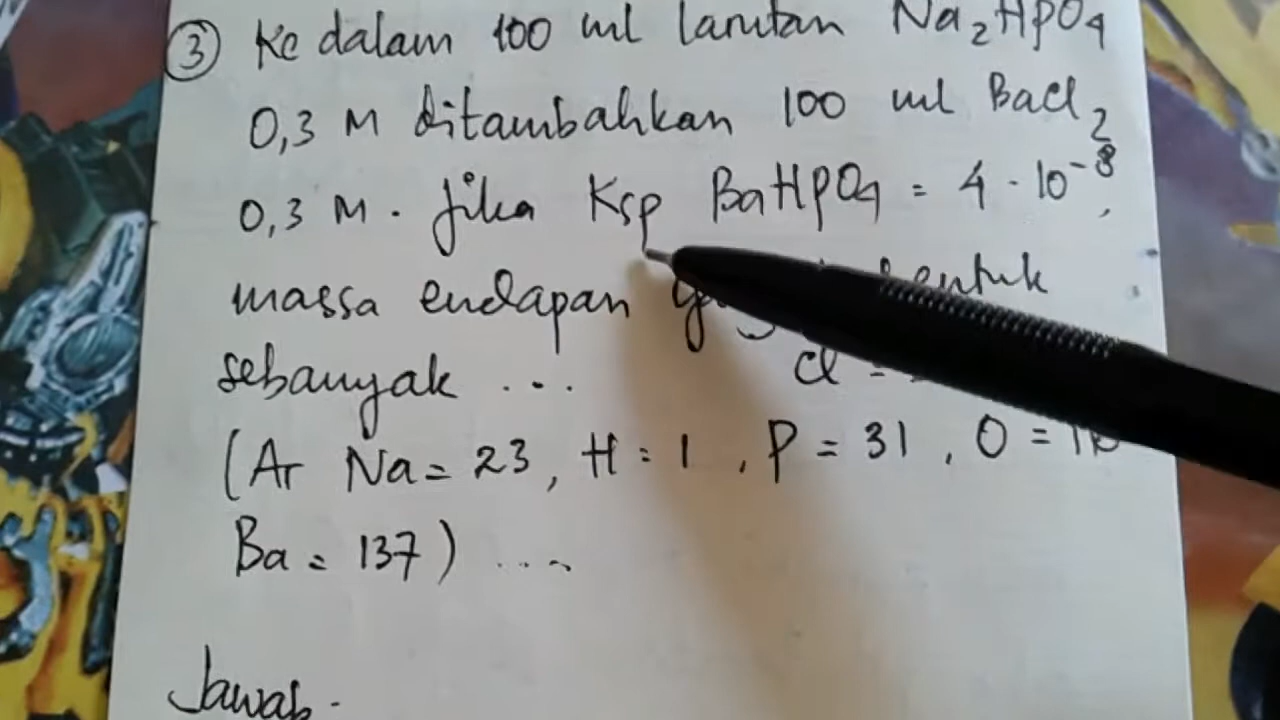 ③ Ke dalam 100 ml larutan Na₂HPO₄
0,3 M ditambahkan 100 ml BaCl₂
0,3 M. Jika Ksp BaHPO₄ = 4 · 10⁻⁸,
massa endapan
sebanyak ... Cl =
(Ar Na = 23, H = 1, P = 31, O =
Ba = 137) ....
Jawab.